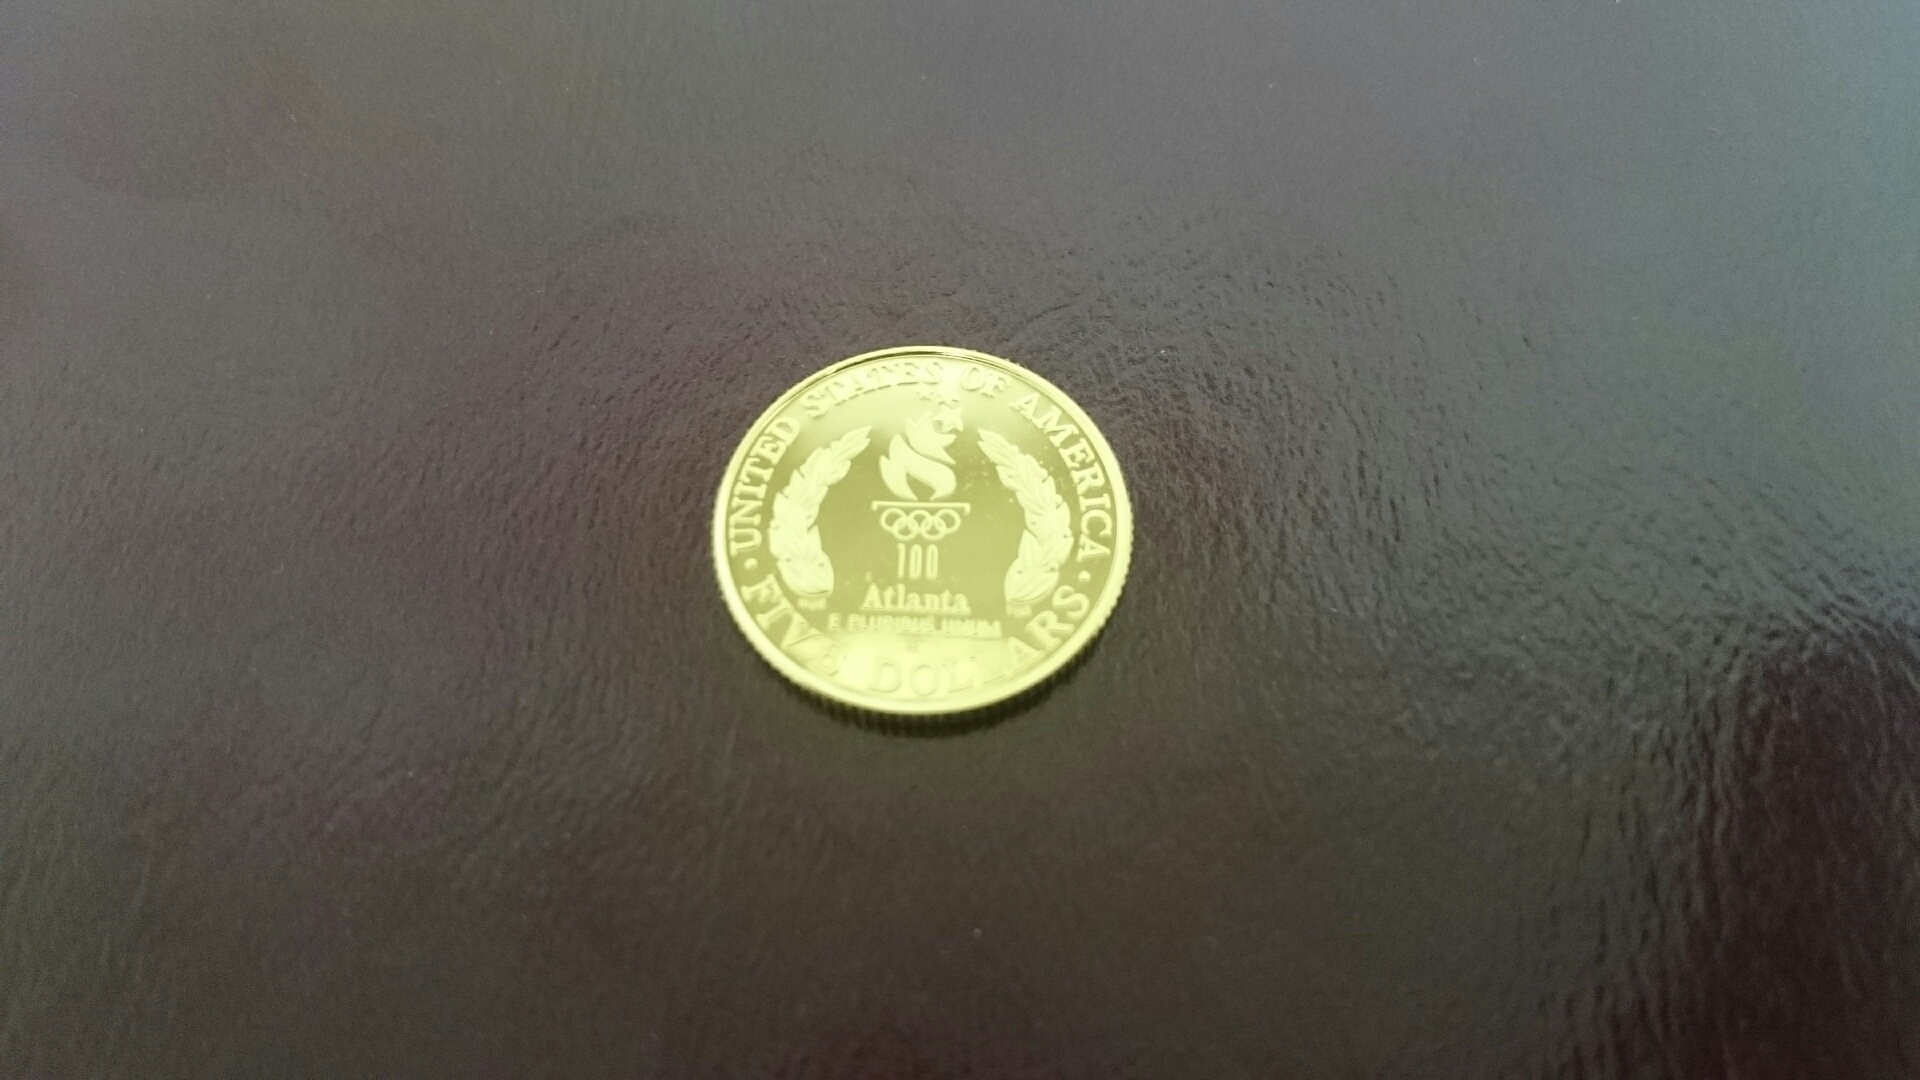 UNITED STATES OF AMERICA
100
Atlanta
E PLURIBUS UNUM
FIVE DOLLARS